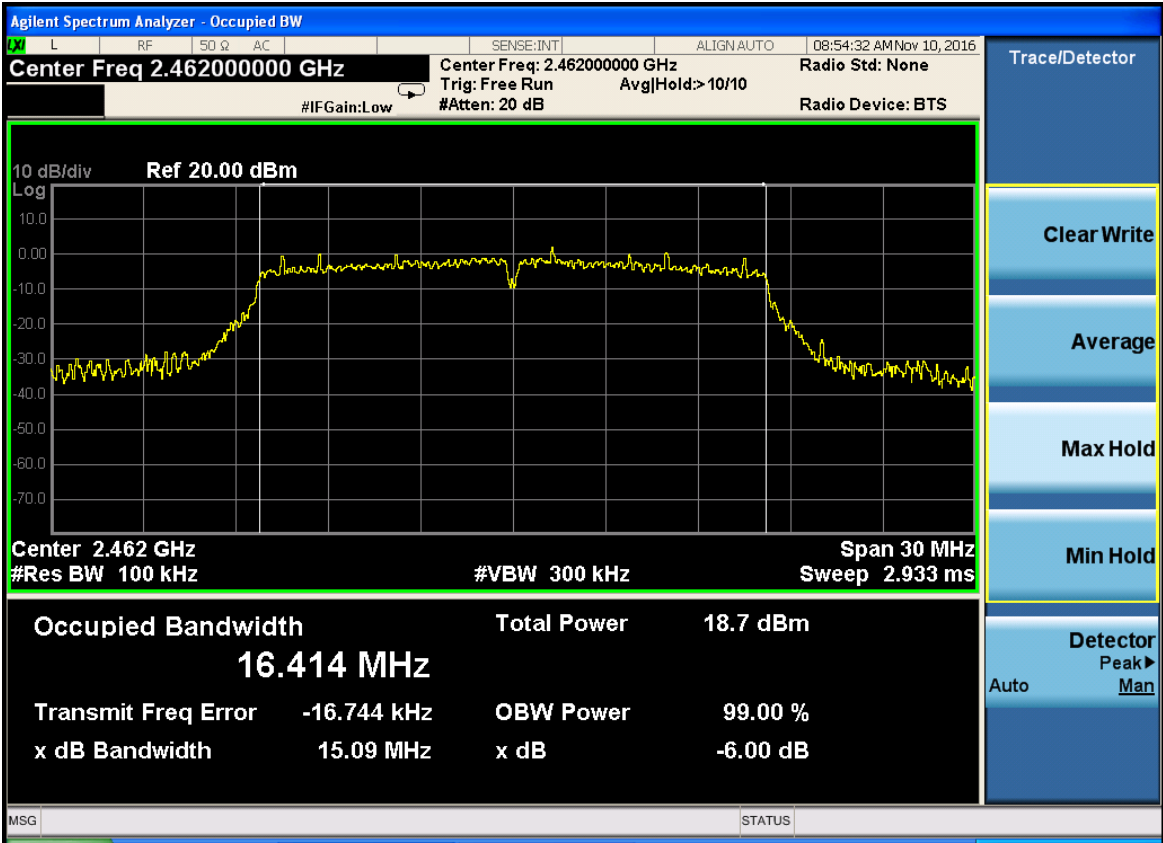 Agilent Spectrum Analyzer - Occupied BW
LXI L RF 50 Ω AC SENSE:INT ALIGN AUTO 08:54:32 AM Nov 10, 2016
Center Freq 2.462000000 GHz
Center Freq: 2.462000000 GHz
Radio Std: None
Trig: Free Run Avg|Hold:> 10/10
#IFGain:Low
#Atten: 20 dB
Radio Device: BTS
Trace/Detector
10 dB/div Ref 20.00 dBm
Log
10.0
0.00
-10.0
-20.0
-30.0
-40.0
-50.0
-60.0
-70.0
Center 2.462 GHz Span 30 MHz
#Res BW 100 kHz #VBW 300 kHz Sweep 2.933 ms
Clear Write
Average
Max Hold
Min Hold
Detector
Peak▶
Auto Man
Occupied Bandwidth Total Power 18.7 dBm
16.414 MHz
Transmit Freq Error -16.744 kHz OBW Power 99.00 %
x dB Bandwidth 15.09 MHz x dB -6.00 dB
MSG STATUS